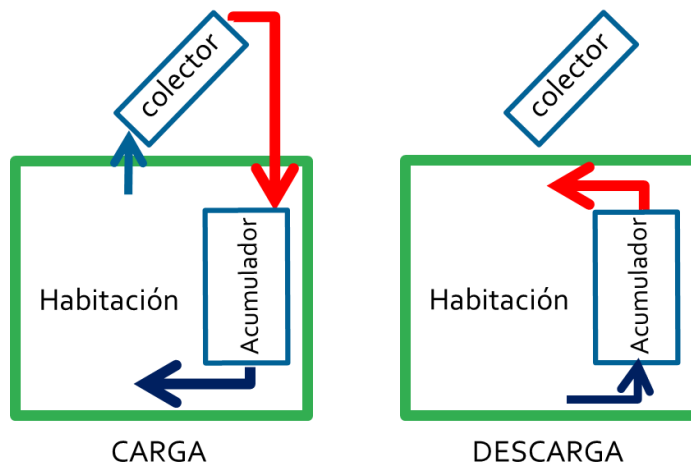 colector
colector
Habitación
Acumulador
Habitación
Acumulador
CARGA
DESCARGA